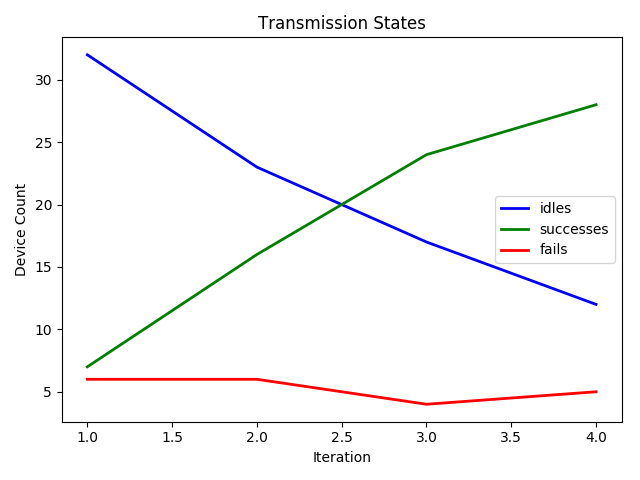 Transmission States
Device Count
30
25
20
15
10
5
idles
successes
fails
1.0 1.5 2.0 2.5 3.0 3.5 4.0
Iteration